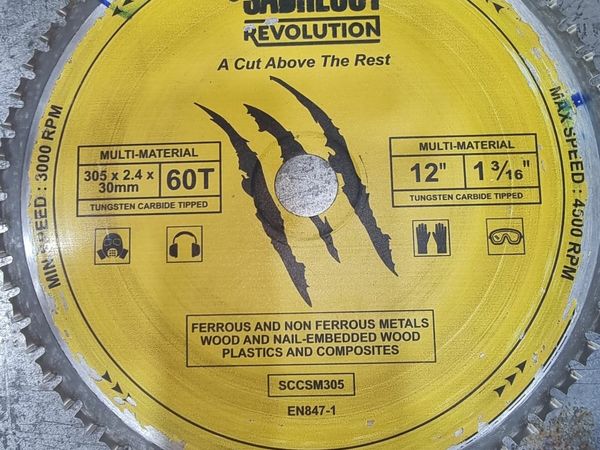 REVOLUTION
A Cut Above The Rest
MIN SPEED : 3000 RPM
MULTI-MATERIAL
305 x 2.4 x
30mm
60T
TUNGSTEN CARBIDE TIPPED
MULTI-MATERIAL
12" 1 3/16"
TUNGSTEN CARBIDE TIPPED
MAX SPEED : 4500 RPM
FERROUS AND NON FERROUS METALS
WOOD AND NAIL-EMBEDDED WOOD
PLASTICS AND COMPOSITES
SCCSM305
EN847-1